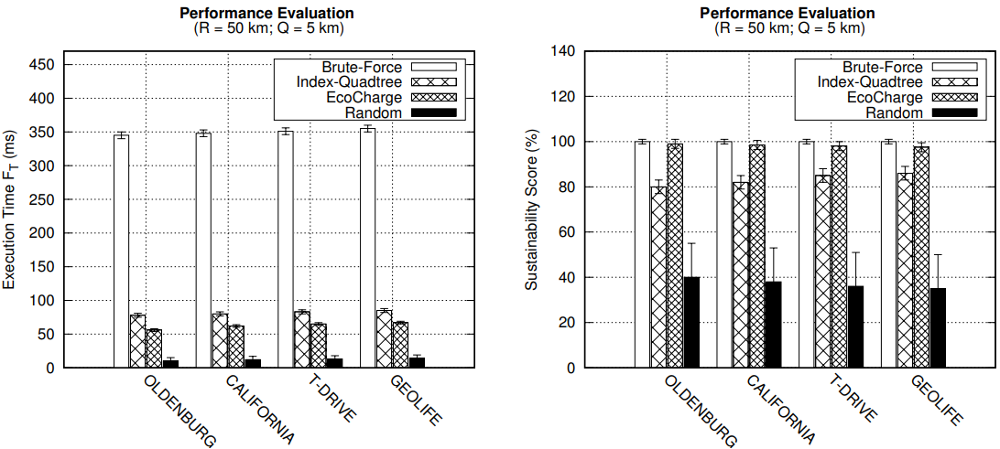 Performance Evaluation
(R = 50 km; Q = 5 km)
Execution Time F_T (ms)
450
400
350
300
250
200
150
100
50
0
Brute-Force
Index-Quadtree
EcoCharge
Random
OLDENBURG
CALIFORNIA
T-DRIVE
GEOLIFE
Performance Evaluation
(R = 50 km; Q = 5 km)
Sustainability Score (%)
140
120
100
80
60
40
20
0
Brute-Force
Index-Quadtree
EcoCharge
Random
OLDENBURG
CALIFORNIA
T-DRIVE
GEOLIFE